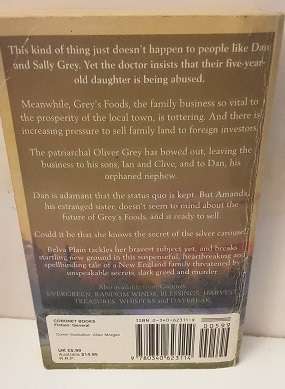 This kind of thing just doesn't happen to people like Dan
and Sally Grey. Yet the doctor insists that their five-year-
old daughter is being abused.
Meanwhile, Grey's Foods, the family business so vital to
the prosperity of the local town, is tottering. And there is
increasing pressure to sell family land to foreign investors.
The patriarchal Oliver Grey has bowed out, leaving the
business to his sons, Ian and Clive, and to Dan, his
orphaned nephew.
Dan is adamant that the status quo is kept. But Amanda,
his estranged sister, doesn't seem to mind about the
future of Grey's Foods, and is ready to sell.
Could it be that she knows the secret of the silver carousel?
Belva Plain tackles her bravest subject yet, and breaks
startling new ground in this suspenseful, heartbreaking and
spellbinding tale of a New England family threatened by
unspeakable secrets, dark greed and murder
Also available from Coronet:
EVERGREEN, RANDOM WINDS, BLESSINGS, HARVEST,
TREASURES, WHISPERS and DAYBREAK
CORONET BOOKS
Fiction: General
UK £5.99
Australia $14.95
R.R.P.
ISBN 0-340-62311-9
00599
9 780340 623114